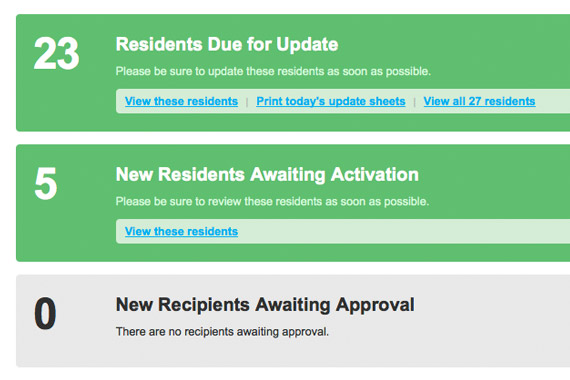 23
Residents Due for Update
Please be sure to update these residents as soon as possible.
View these residents | Print today's update sheets | View all 27 residents
5
New Residents Awaiting Activation
Please be sure to review these residents as soon as possible.
View these residents
0
New Recipients Awaiting Approval
There are no recipients awaiting approval.